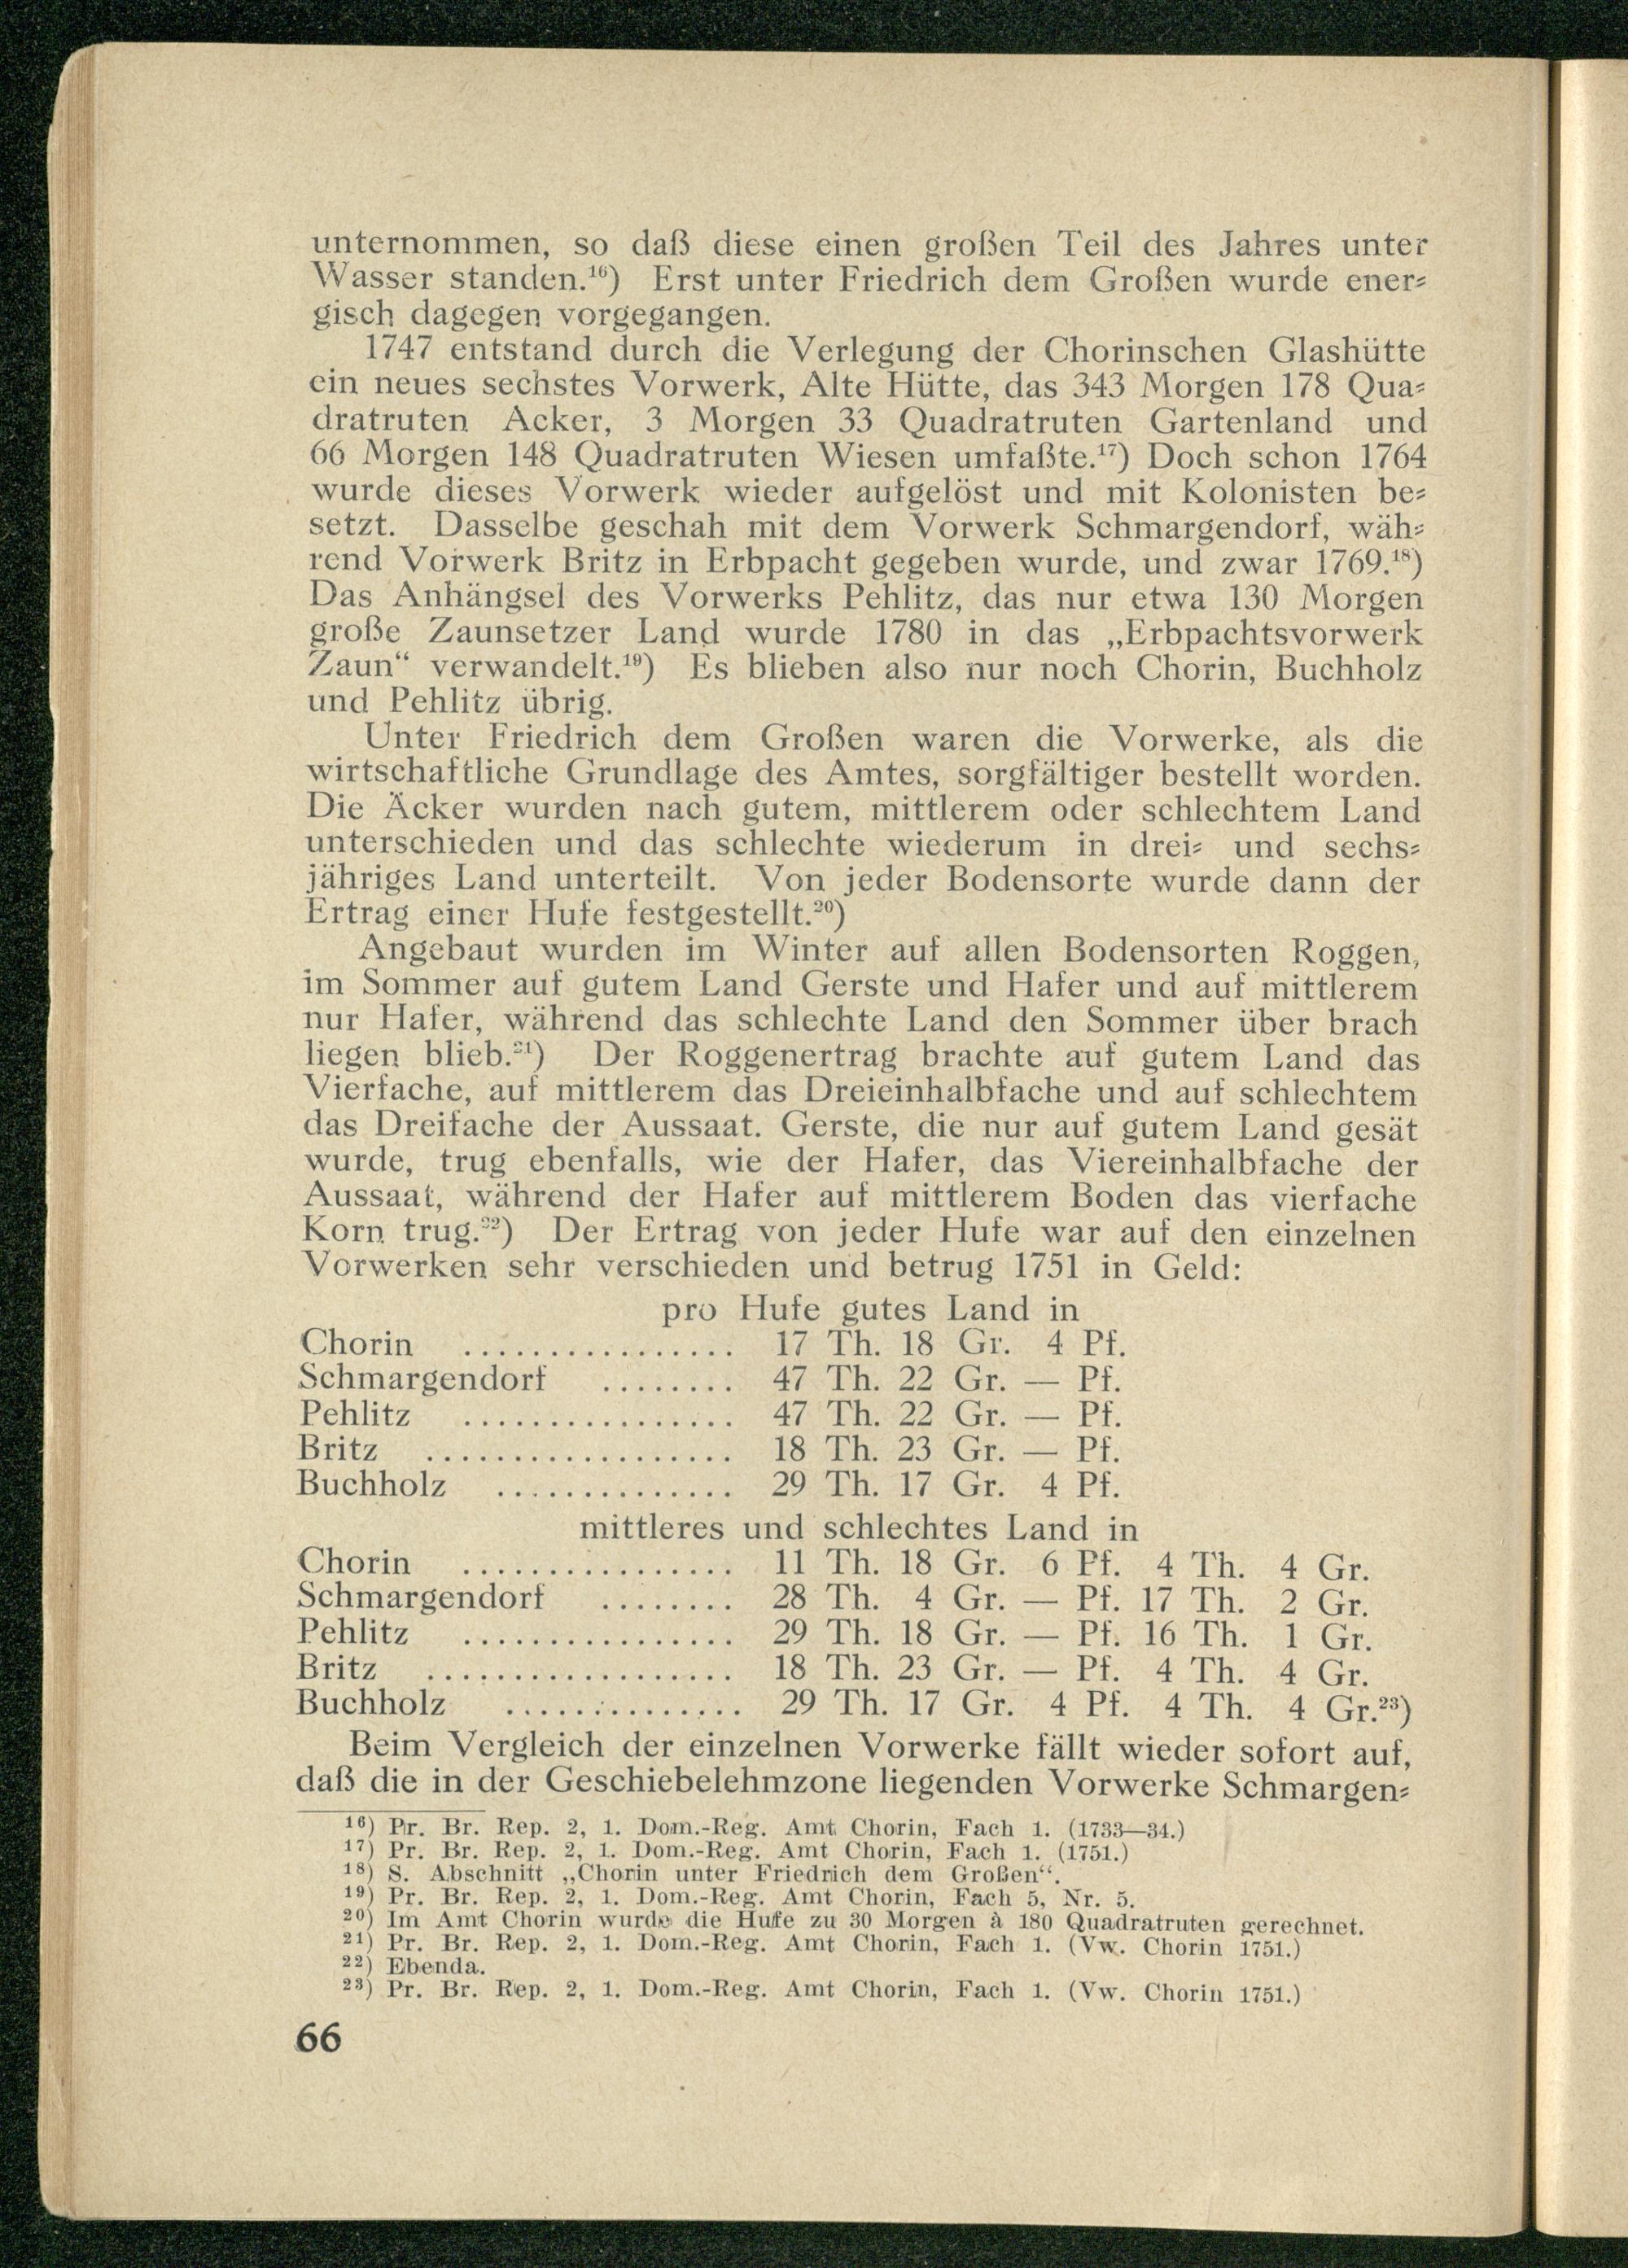 unternommen, so daß diese einen großen Teil des Jahres unter
Wasser standen.¹⁶) Erst unter Friedrich dem Großen wurde ener⸗
gisch dagegen vorgegangen.
1747 entstand durch die Verlegung der Chorinschen Glashütte
ein neues sechstes Vorwerk, Alte Hütte, das 343 Morgen 178 Qua⸗
dratruten Acker, 3 Morgen 33 Quadratruten Gartenland und
66 Morgen 148 Quadratruten Wiesen umfaßte.¹⁷) Doch schon 1764
wurde dieses Vorwerk wieder aufgelöst und mit Kolonisten be⸗
setzt. Dasselbe geschah mit dem Vorwerk Schmargendorf, wäh⸗
rend Vorwerk Britz in Erbpacht gegeben wurde, und zwar 1769.¹⁸)
Das Anhängsel des Vorwerks Pehlitz, das nur etwa 130 Morgen
große Zaunsetzer Land wurde 1780 in das „Erbpachtsvorwerk
Zaun“ verwandelt.¹⁹) Es blieben also nur noch Chorin, Buchholz
und Pehlitz übrig.
Unter Friedrich dem Großen waren die Vorwerke, als die
wirtschaftliche Grundlage des Amtes, sorgfältiger bestellt worden.
Die Äcker wurden nach gutem, mittlerem oder schlechtem Land
unterschieden und das schlechte wiederum in drei⸗ und sechs⸗
jähriges Land unterteilt. Von jeder Bodensorte wurde dann der
Ertrag einer Hufe festgestellt.²⁰)
Angebaut wurden im Winter auf allen Bodensorten Roggen,
im Sommer auf gutem Land Gerste und Hafer und auf mittlerem
nur Hafer, während das schlechte Land den Sommer über brach
liegen blieb.²¹) Der Roggenertrag brachte auf gutem Land das
Vierfache, auf mittlerem das Dreieinhalbfache und auf schlechtem
das Dreifache der Aussaat. Gerste, die nur auf gutem Land gesät
wurde, trug ebenfalls, wie der Hafer, das Viereinhalbfache der
Aussaat, während der Hafer auf mittlerem Boden das vierfache
Korn trug.²²) Der Ertrag von jeder Hufe war auf den einzelnen
Vorwerken sehr verschieden und betrug 1751 in Geld:
pro Hufe gutes Land in
Chorin ................ 17 Th. 18 Gr. 4 Pf.
Schmargendorf ........ 47 Th. 22 Gr. — Pf.
Pehlitz ................ 47 Th. 22 Gr. — Pf.
Britz .................. 18 Th. 23 Gr. — Pf.
Buchholz .............. 29 Th. 17 Gr. 4 Pf.
mittleres und schlechtes Land in
Chorin ................ 11 Th. 18 Gr. 6 Pf. 4 Th. 4 Gr.
Schmargendorf ........ 28 Th. 4 Gr. — Pf. 17 Th. 2 Gr.
Pehlitz ................ 29 Th. 18 Gr. — Pf. 16 Th. 1 Gr.
Britz .................. 18 Th. 23 Gr. — Pf. 4 Th. 4 Gr.
Buchholz .............. 29 Th. 17 Gr. 4 Pf. 4 Th. 4 Gr.²³)
Beim Vergleich der einzelnen Vorwerke fällt wieder sofort auf,
daß die in der Geschiebelehmzone liegenden Vorwerke Schmargen⸗
¹⁶) Pr. Br. Rep. 2, 1. Dom.-Reg. Amt Chorin, Fach 1. (1733—34.)
¹⁷) Pr. Br. Rep. 2, 1. Dom.-Reg. Amt Chorin, Fach 1. (1751.)
¹⁸) S. Abschnitt „Chorin unter Friedrich dem Großen“.
¹⁹) Pr. Br. Rep. 2, 1. Dom.-Reg. Amt Chorin, Fach 5, Nr. 5.
²⁰) Im Amt Chorin wurde die Hufe zu 30 Morgen à 180 Quadratruten gerechnet.
²¹) Pr. Br. Rep. 2, 1. Dom.-Reg. Amt Chorin, Fach 1. (Vw. Chorin 1751.)
²²) Ebenda.
²³) Pr. Br. Rep. 2, 1. Dom.-Reg. Amt Chorin, Fach 1. (Vw. Chorin 1751.)
66